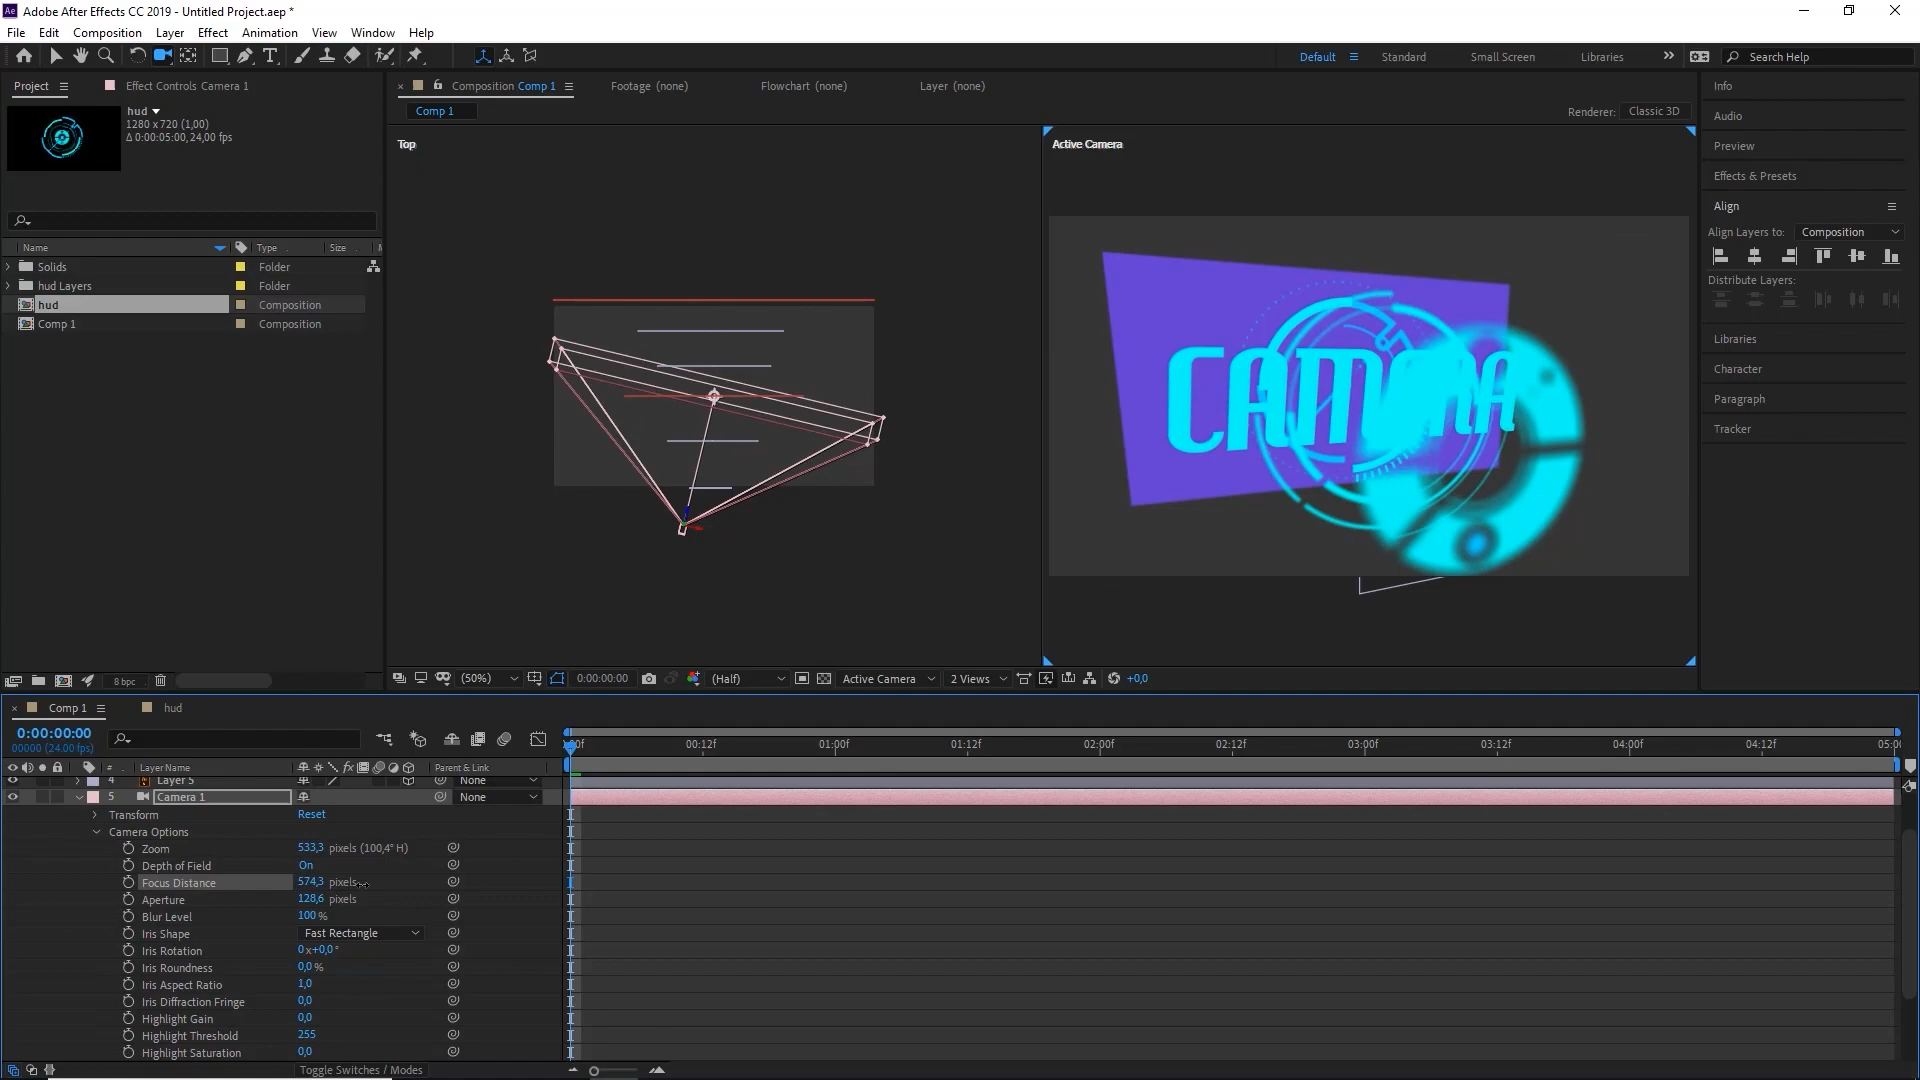 Ae Adobe After Effects CC 2019 - Untitled Project.aep *
File Edit Composition Layer Effect Animation View Window Help
Default Standard Small Screen Libraries Search Help
Project Effect Controls Camera 1
hud
1280 x 720 (1,00)
Δ 0:00:05:00, 24,00 fps
Name Type Size
Solids Folder
hud Layers Folder
hud Composition
Comp 1 Composition
8 bpc
Composition Comp 1 Footage (none) Flowchart (none) Layer (none)
Comp 1 Renderer: Classic 3D
Top
Active Camera
CAMERA
(50%) 0:00:00:00 (Half) Active Camera 2 Views +0,0
Info
Audio
Preview
Effects & Presets
Align
Align Layers to: Composition
Distribute Layers:
Libraries
Character
Paragraph
Tracker
Comp 1 hud
0:00:00:00
00000 (24.00 fps)
00:12f 01:00f 01:12f 02:00f 02:12f 03:00f 03:12f 04:00f 04:12f
# Layer Name fx Parent & Link
4 Layer 5 None
5 Camera 1 None
Transform Reset
Camera Options
Zoom 533,3 pixels (100,4° H)
Depth of Field On
Focus Distance 574,3 pixels
Aperture 128,6 pixels
Blur Level 100 %
Iris Shape Fast Rectangle
Iris Rotation 0 x+0,0 °
Iris Roundness 0,0 %
Iris Aspect Ratio 1,0
Iris Diffraction Fringe 0,0
Highlight Gain 0,0
Highlight Threshold 255
Highlight Saturation 0,0
Toggle Switches / Modes